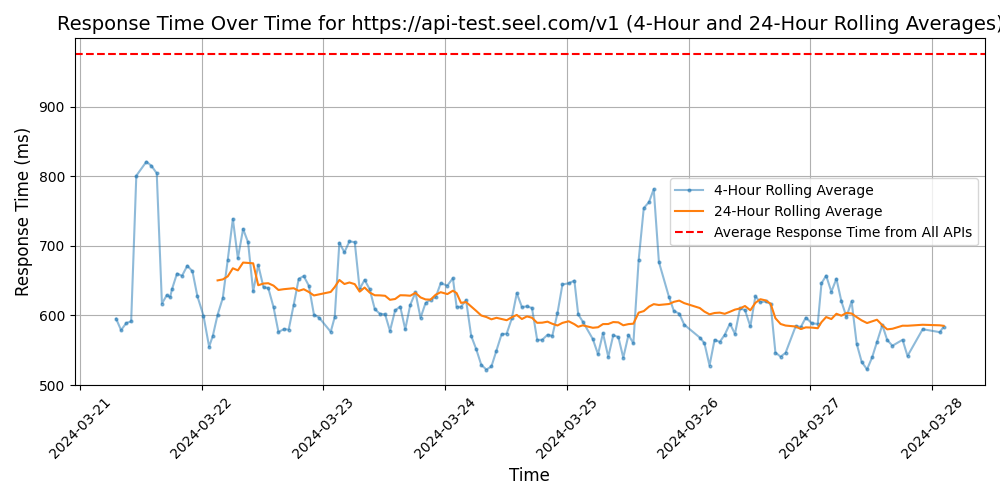 Response Time Over Time for https://api-test.seel.com/v1 (4-Hour and 24-Hour Rolling Averages)
Response Time (ms)
900
800
700
600
500
4-Hour Rolling Average
24-Hour Rolling Average
Average Response Time from All APIs
2024-03-21
2024-03-22
2024-03-23
2024-03-24
2024-03-25
2024-03-26
2024-03-27
2024-03-28
Time